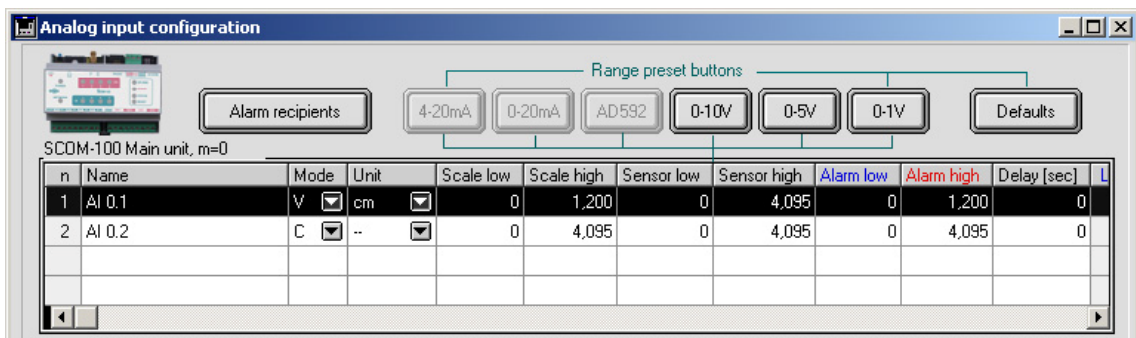 Analog input configuration
Range preset buttons
Alarm recipients 4-20mA 0-20mA AD592 0-10V 0-5V 0-1V Defaults
SCOM-100 Main unit, m=0
n Name Mode Unit Scale low Scale high Sensor low Sensor high Alarm low Alarm high Delay [sec] L
1 AI 0.1 V cm 0 1,200 0 4,095 0 1,200 0
2 AI 0.2 C -- 0 4,095 0 4,095 0 4,095 0